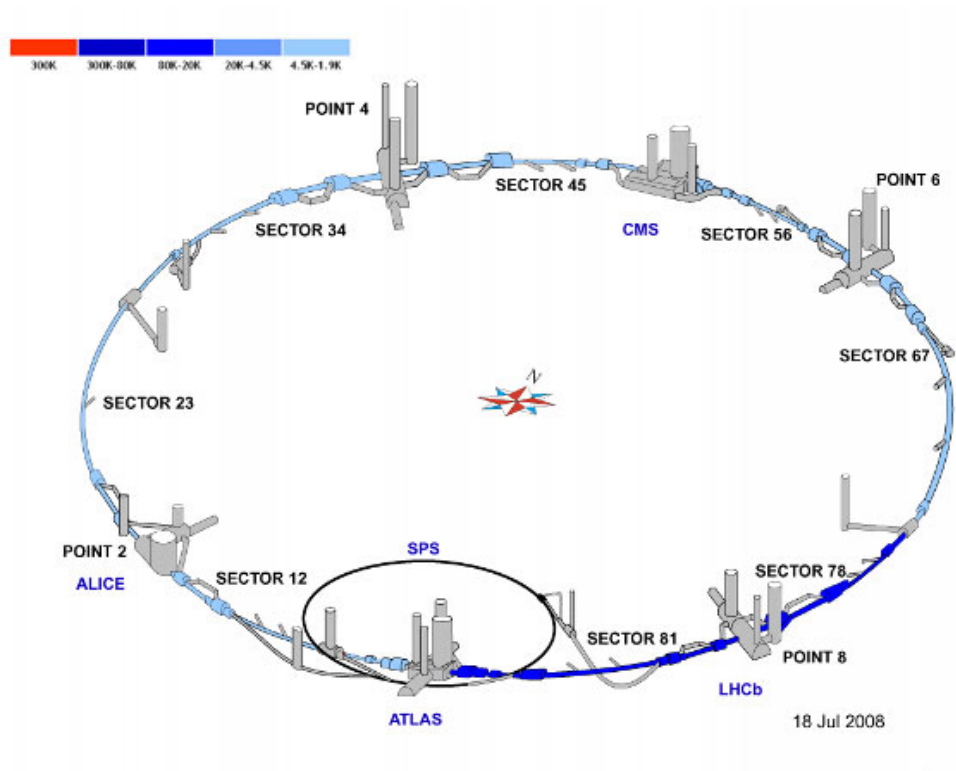 300K 300K-80K 80K-20K 20K-4.5K 4.5K-1.9K
POINT 4
SECTOR 45
POINT 6
SECTOR 34
CMS
SECTOR 56
SECTOR 67
N
SECTOR 23
POINT 2
ALICE
SECTOR 12
SPS
SECTOR 78
SECTOR 81
POINT 8
LHCb
ATLAS
18 Jul 2008